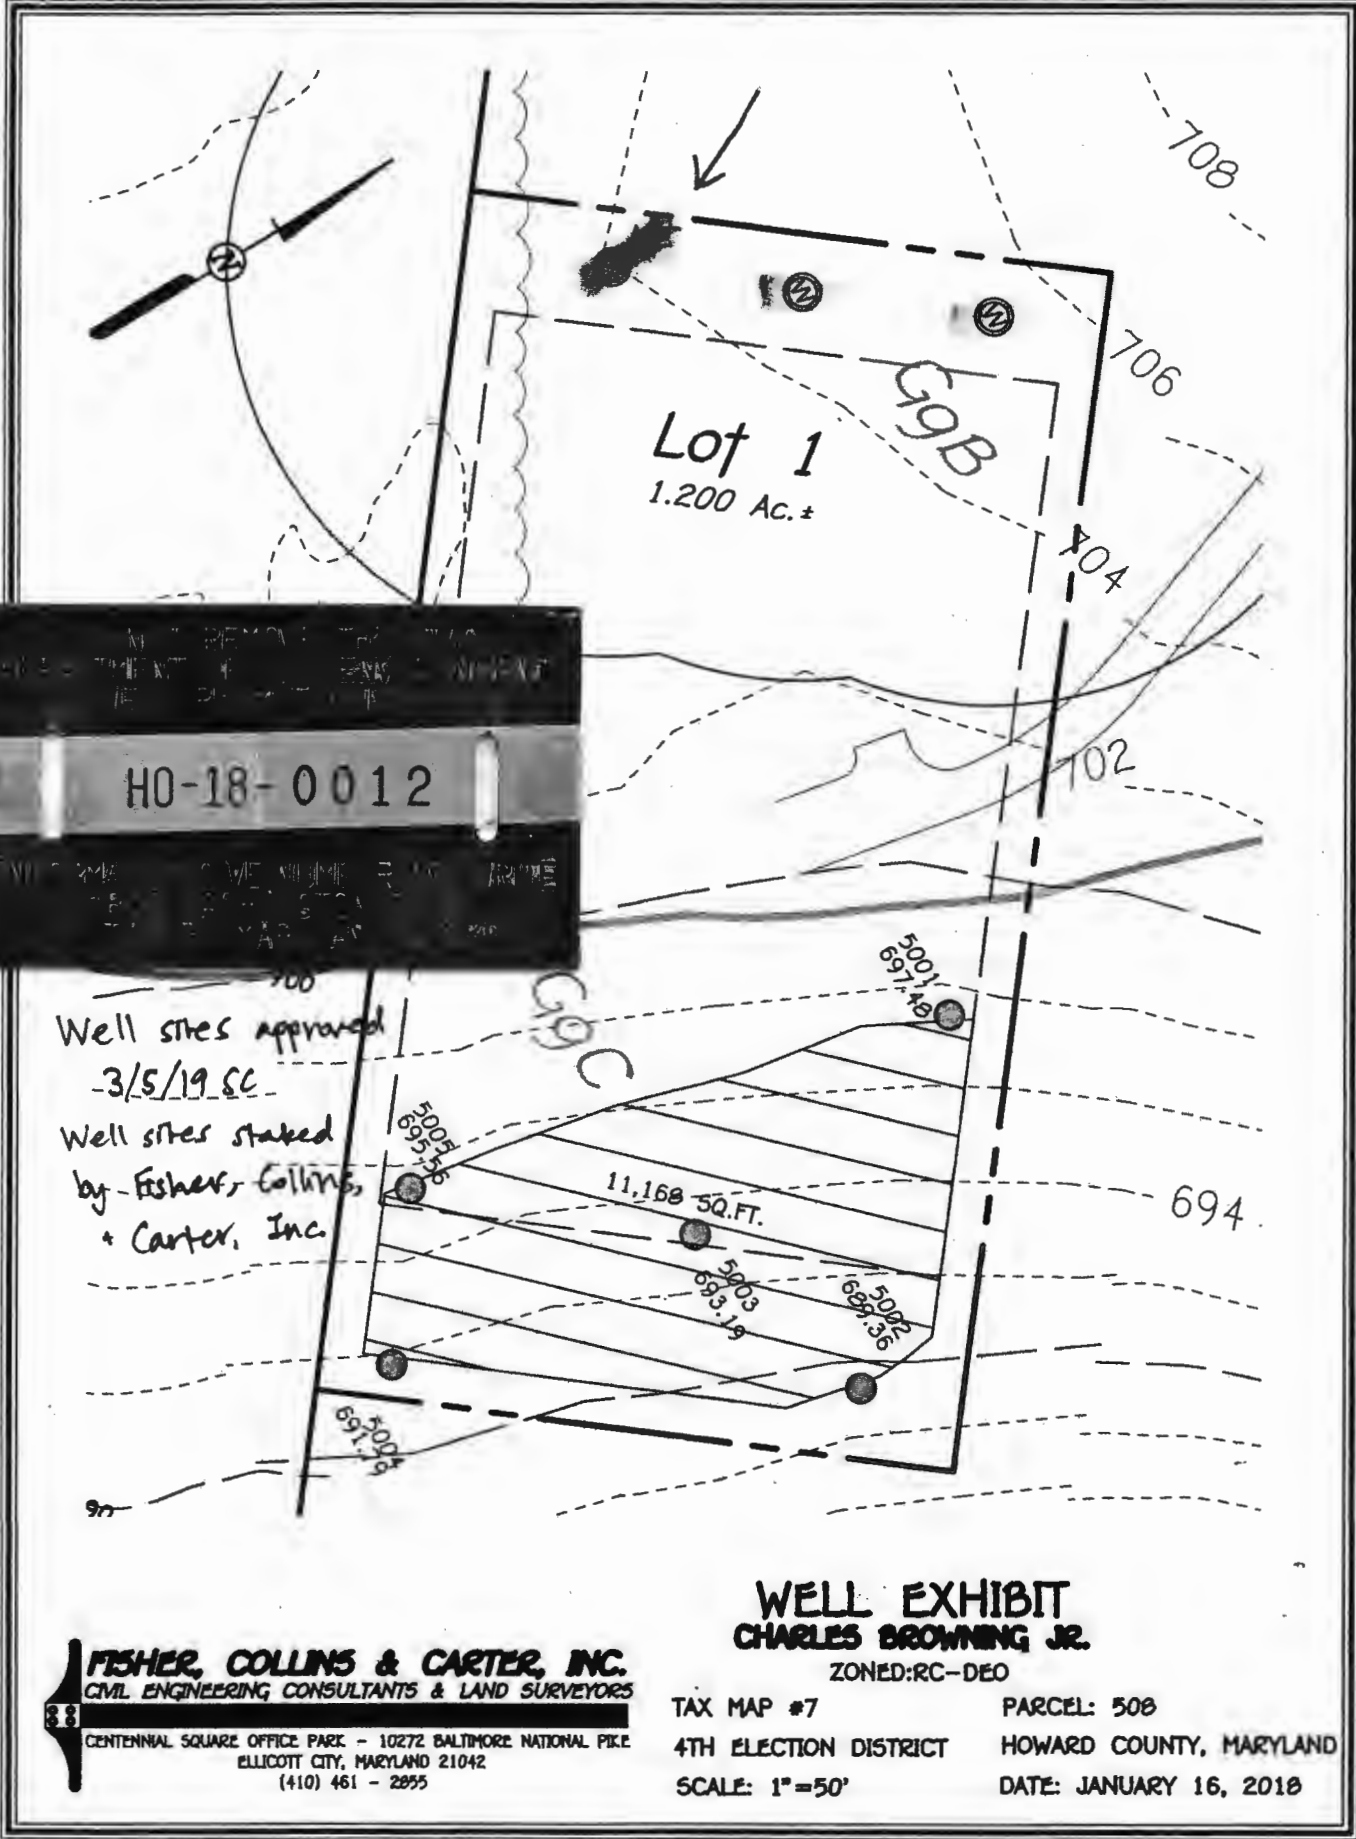 708
706
G9B
Lot 1
1.200 Ac.±
704
HO-18-0012
702
700
G9C
5001
697.48
Well sites approved
3/5/19 SC
Well sites staked
by Fisher, Collins,
+ Carter, Inc.
5005
695.56
11,168 SQ.FT.
694
5003
693.19
5002
689.36
5004
WELL EXHIBIT
CHARLES BROWNING JR.
ZONED:RC-DEO
FISHER, COLLINS & CARTER, INC.
CIVIL ENGINEERING CONSULTANTS & LAND SURVEYORS
CENTENNIAL SQUARE OFFICE PARK - 10272 BALTIMORE NATIONAL PIKE
ELLICOTT CITY, MARYLAND 21042
(410) 461 - 2855
TAX MAP #7
PARCEL: 508
4TH ELECTION DISTRICT
HOWARD COUNTY, MARYLAND
SCALE: 1"=50'
DATE: JANUARY 16, 2018